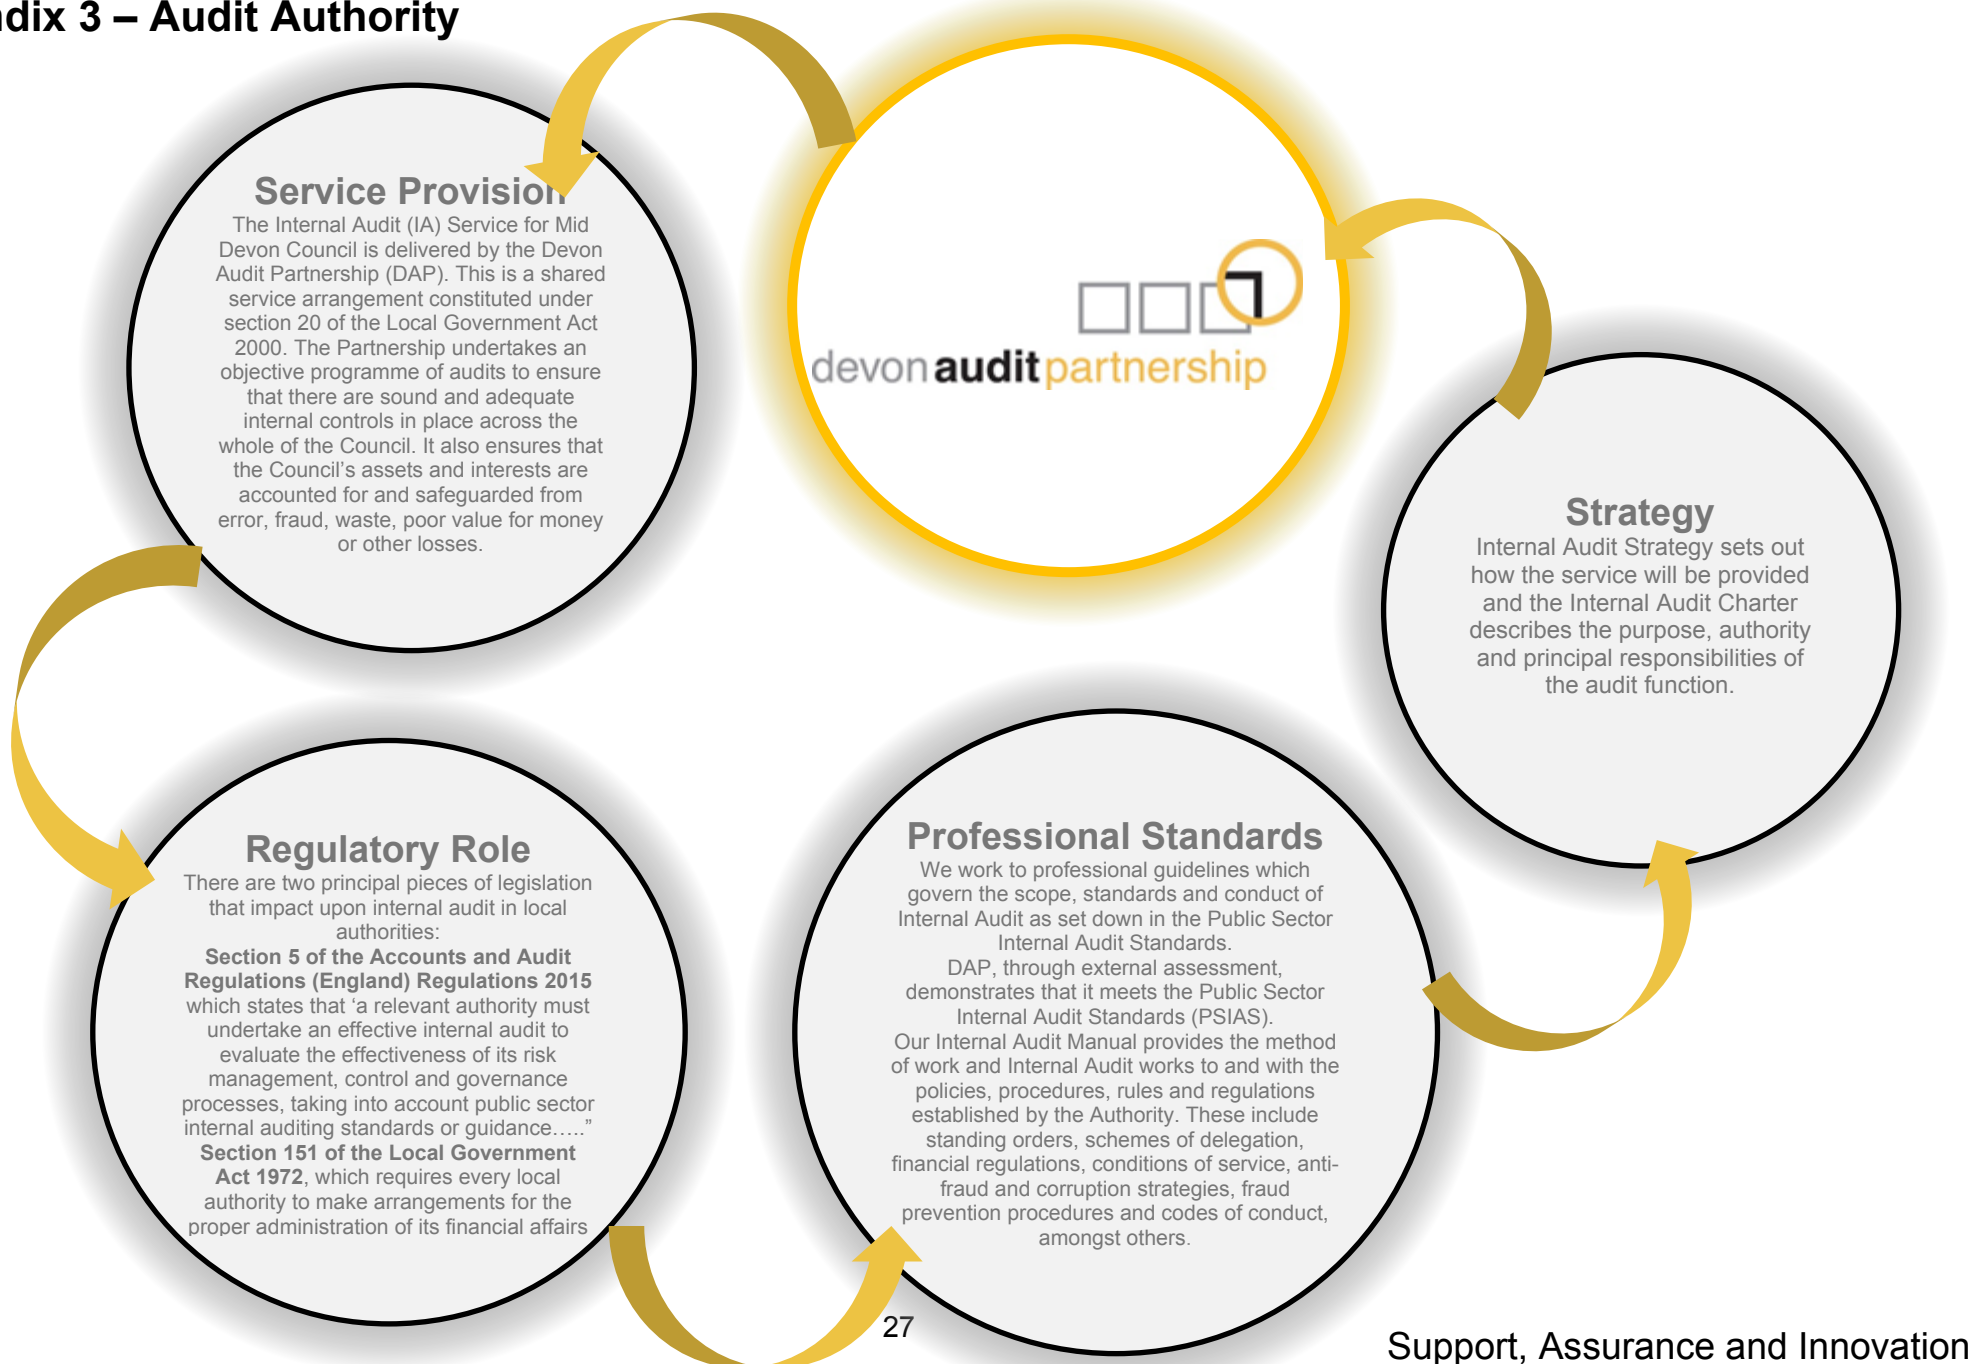 ndix 3 – Audit Authority
Service Provision
The Internal Audit (IA) Service for Mid
Devon Council is delivered by the Devon
Audit Partnership (DAP). This is a shared
service arrangement constituted under
section 20 of the Local Government Act
2000. The Partnership undertakes an
objective programme of audits to ensure
that there are sound and adequate
internal controls in place across the
whole of the Council. It also ensures that
the Council’s assets and interests are
accounted for and safeguarded from
error, fraud, waste, poor value for money
or other losses.
devon audit partnership
Strategy
Internal Audit Strategy sets out
how the service will be provided
and the Internal Audit Charter
describes the purpose, authority
and principal responsibilities of
the audit function.
Regulatory Role
There are two principal pieces of legislation
that impact upon internal audit in local
authorities:
Section 5 of the Accounts and Audit
Regulations (England) Regulations 2015
which states that ‘a relevant authority must
undertake an effective internal audit to
evaluate the effectiveness of its risk
management, control and governance
processes, taking into account public sector
internal auditing standards or guidance…..”
Section 151 of the Local Government
Act 1972, which requires every local
authority to make arrangements for the
proper administration of its financial affairs
Professional Standards
We work to professional guidelines which
govern the scope, standards and conduct of
Internal Audit as set down in the Public Sector
Internal Audit Standards.
DAP, through external assessment,
demonstrates that it meets the Public Sector
Internal Audit Standards (PSIAS).
Our Internal Audit Manual provides the method
of work and Internal Audit works to and with the
policies, procedures, rules and regulations
established by the Authority. These include
standing orders, schemes of delegation,
financial regulations, conditions of service, anti-
fraud and corruption strategies, fraud
prevention procedures and codes of conduct,
amongst others.
27
Support, Assurance and Innovation